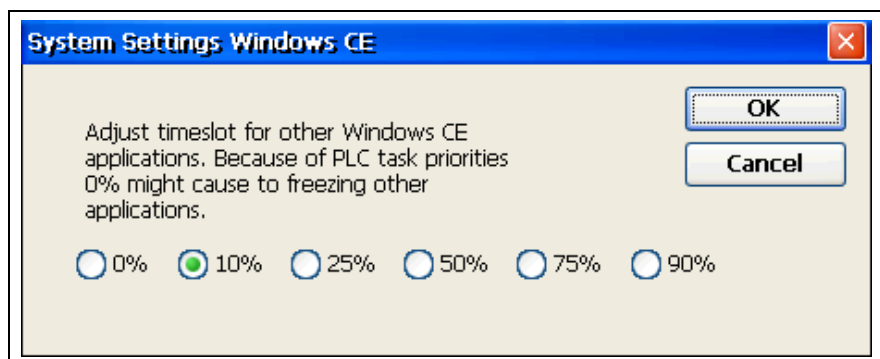 System Settings Windows CE
OK
Adjust timeslot for other Windows CE
applications. Because of PLC task priorities
0% might cause to freezing other
applications.
Cancel
0% 10% 25% 50% 75% 90%